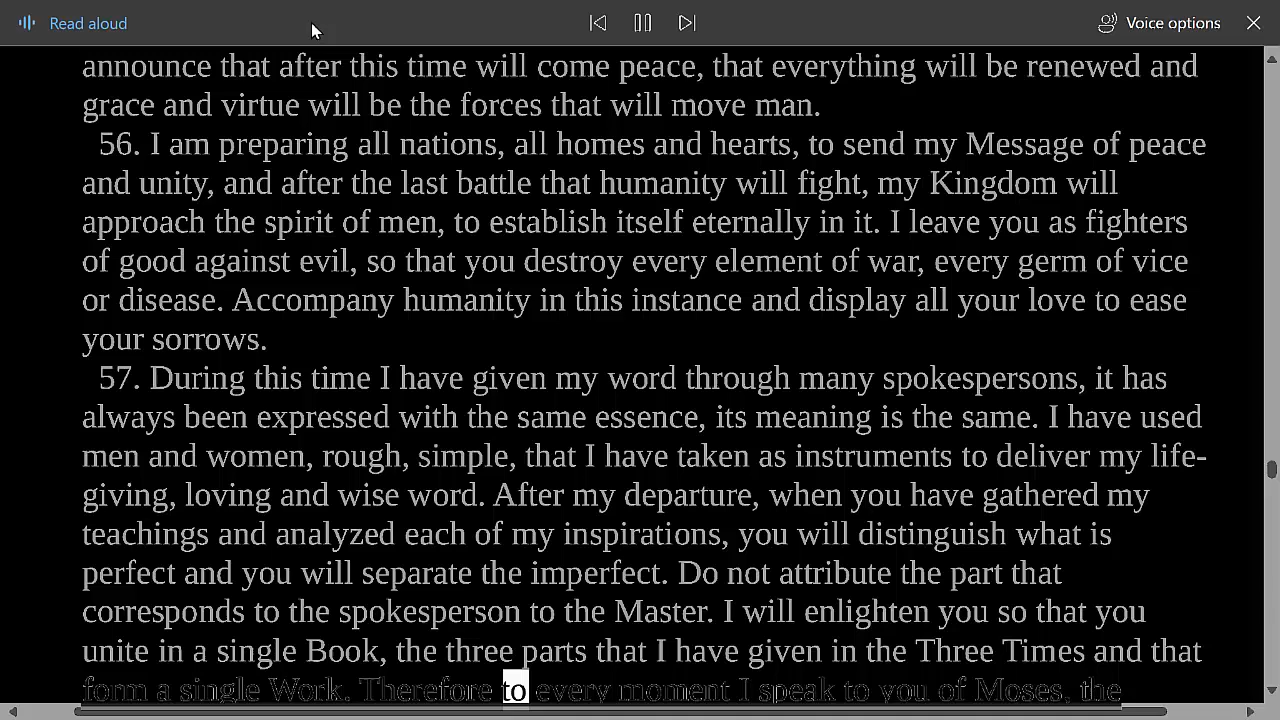 Read aloud
Voice options
announce that after this time will come peace, that everything will be renewed and
grace and virtue will be the forces that will move man.
56. I am preparing all nations, all homes and hearts, to send my Message of peace
and unity, and after the last battle that humanity will fight, my Kingdom will
approach the spirit of men, to establish itself eternally in it. I leave you as fighters
of good against evil, so that you destroy every element of war, every germ of vice
or disease. Accompany humanity in this instance and display all your love to ease
your sorrows.
57. During this time I have given my word through many spokespersons, it has
always been expressed with the same essence, its meaning is the same. I have used
men and women, rough, simple, that I have taken as instruments to deliver my life-
giving, loving and wise word. After my departure, when you have gathered my
teachings and analyzed each of my inspirations, you will distinguish what is
perfect and you will separate the imperfect. Do not attribute the part that
corresponds to the spokesperson to the Master. I will enlighten you so that you
unite in a single Book, the three parts that I have given in the Three Times and that
form a single Work. Therefore to every moment I speak to you of Moses, the